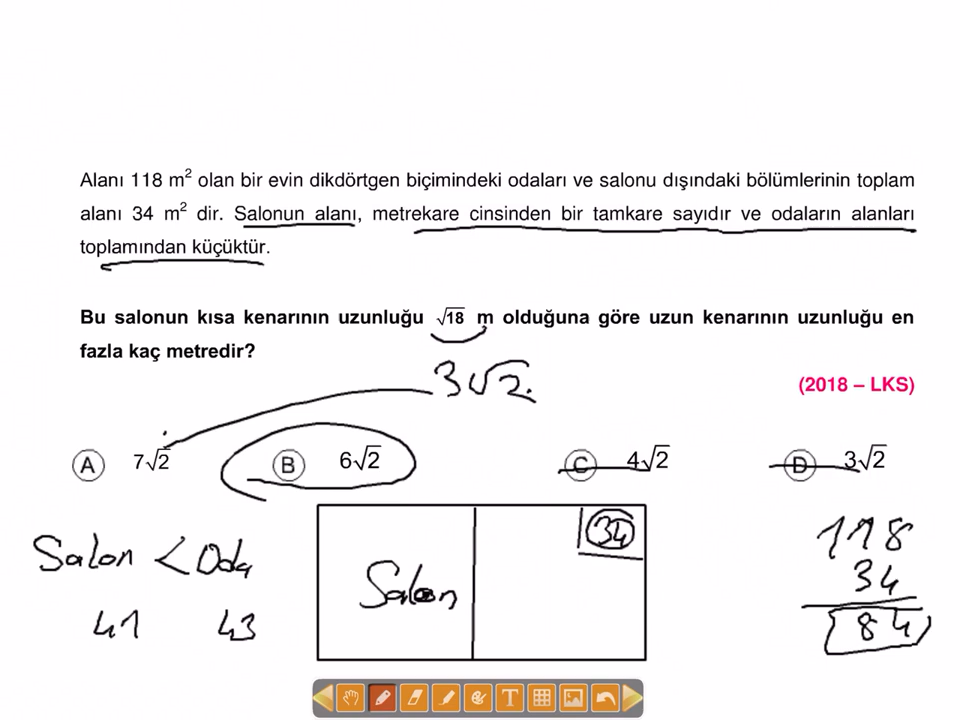 Alanı 118 m² olan bir evin dikdörtgen biçimindeki odaları ve salonu dışındaki bölümlerinin toplam
alanı 34 m² dir. Salonun alanı, metrekare cinsinden bir tamkare sayıdır ve odaların alanları
toplamından küçüktür.
Bu salonun kısa kenarının uzunluğu √18 m olduğuna göre uzun kenarının uzunluğu en
fazla kaç metredir?
3√2
(2018 – LKS)
A 7√2 B 6√2 C 4√2 D 3√2
Salon < Oda
41 43
Salon
34
118
34
84
T